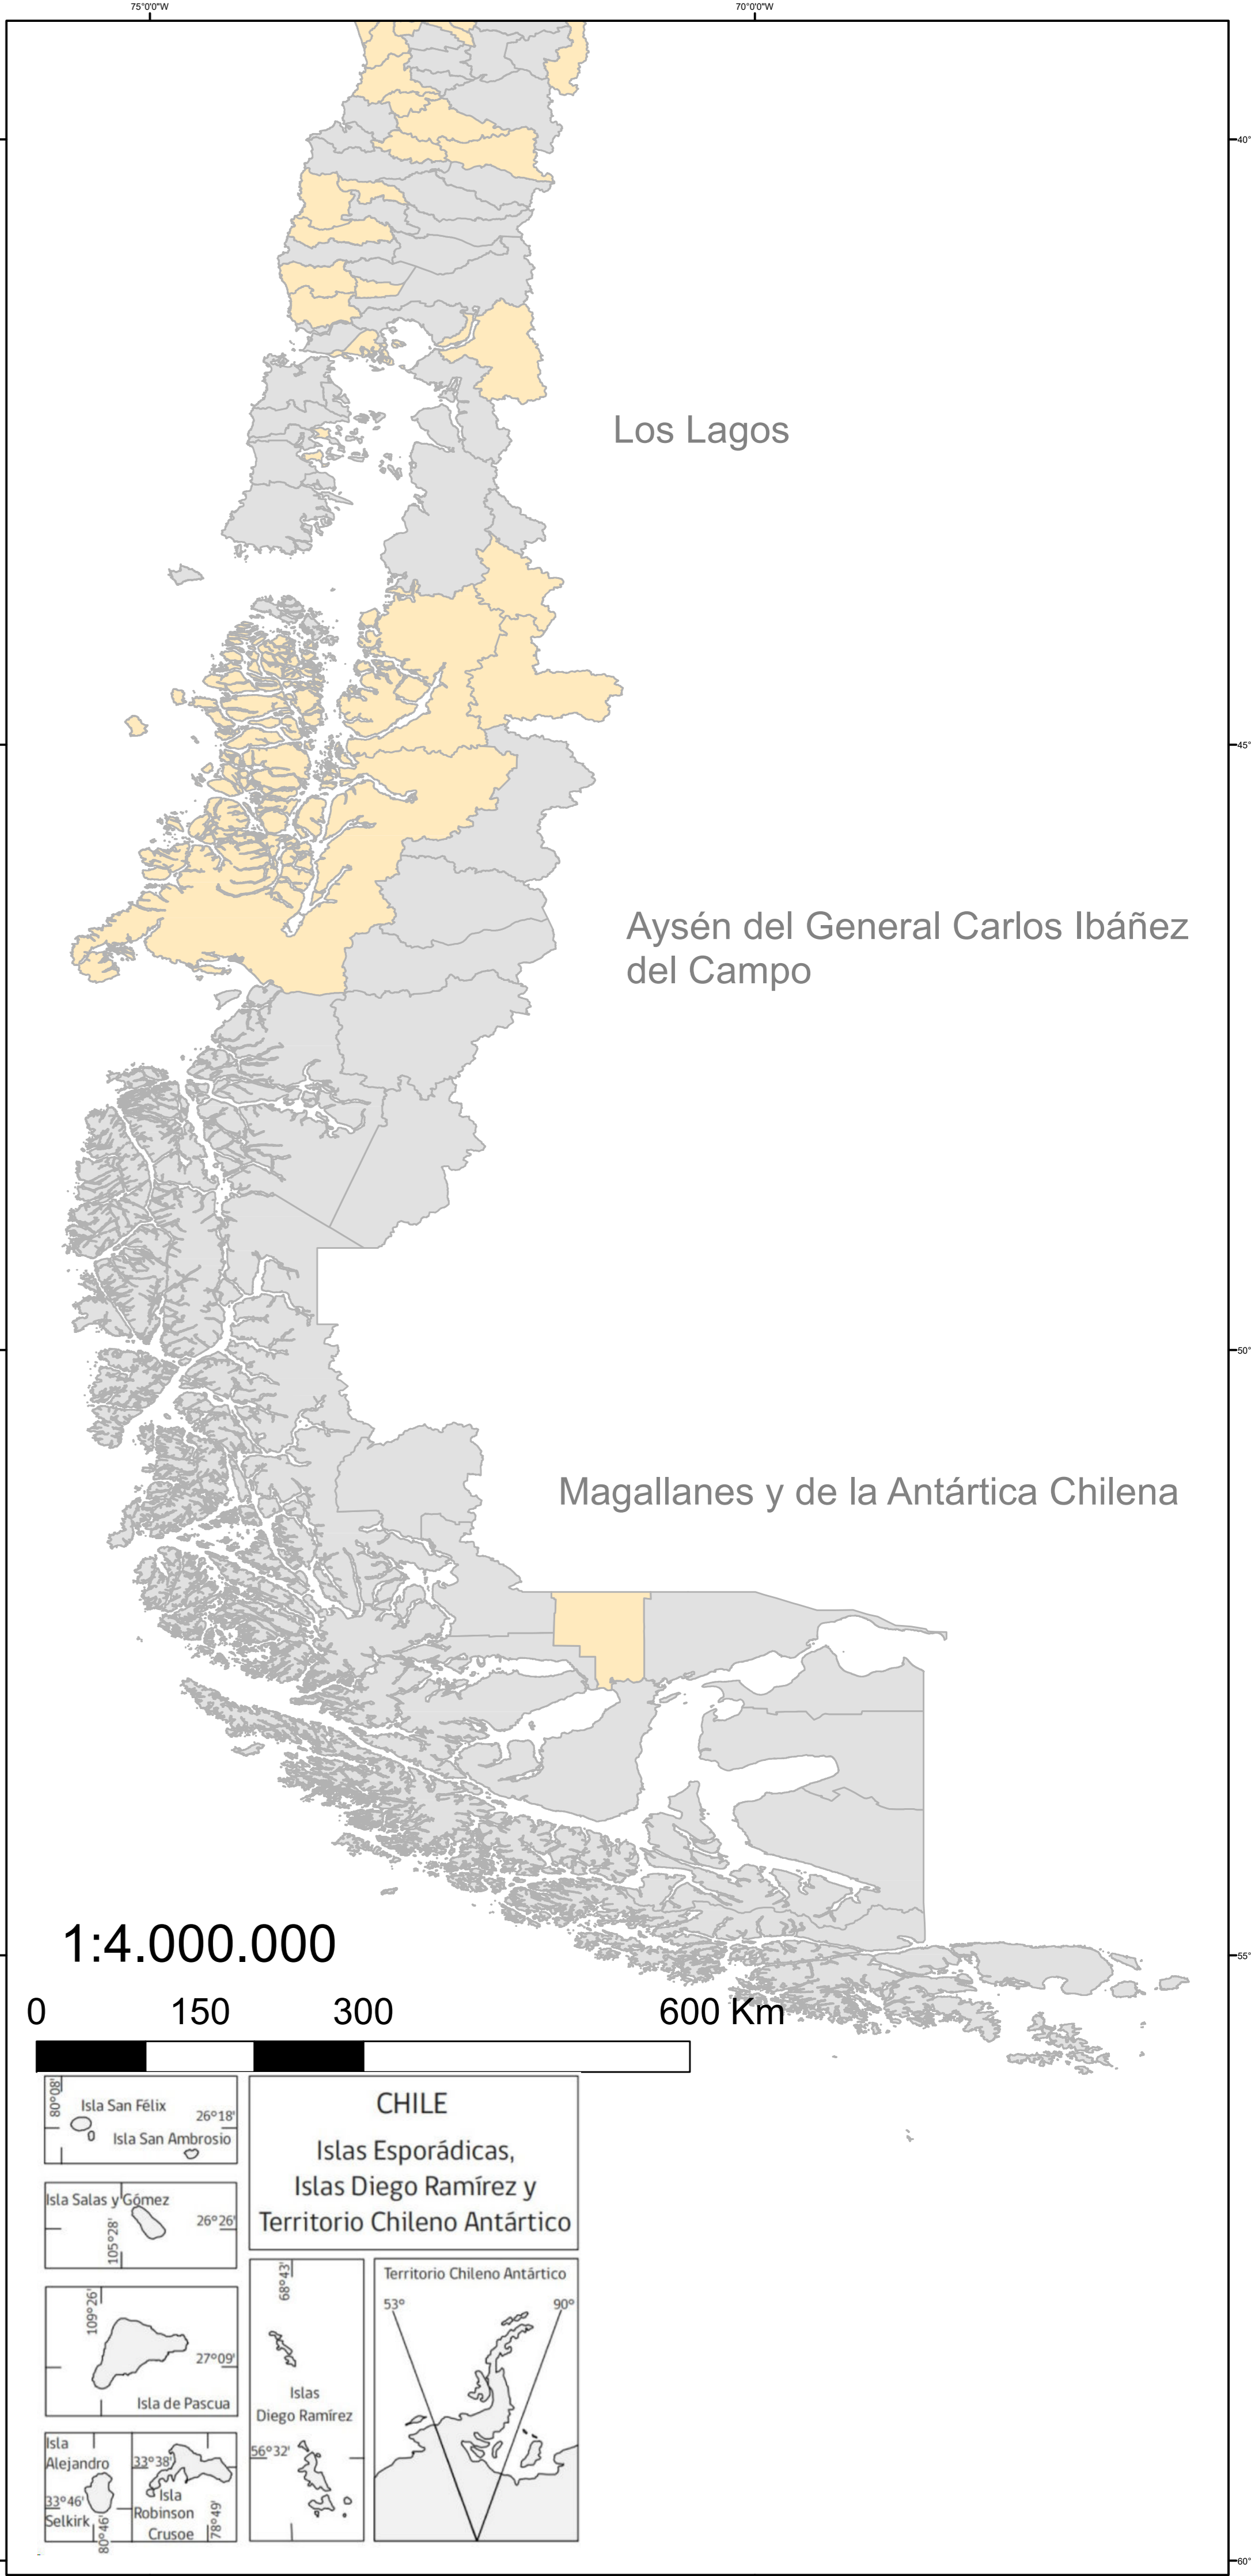 75°0'0"W
70°0'0"W
40°
Los Lagos
45°
Aysén del General Carlos Ibáñez
del Campo
50°
Magallanes y de la Antártica Chilena
1:4.000.000
55°
0 150 300 600 Km
80°08'
Isla San Félix
26°18'
Isla San Ambrosio
CHILE
Islas Esporádicas,
Islas Diego Ramírez y
Territorio Chileno Antártico
Isla Salas y Gómez
26°26'
105°28'
109°26'
27°09'
Isla de Pascua
68°43'
Islas
Diego Ramírez
56°32'
Territorio Chileno Antártico
53°
90°
Isla
Alejandro
33°46'
Selkirk
80°46'
33°38'
Isla
Robinson
Crusoe
78°49'
60°